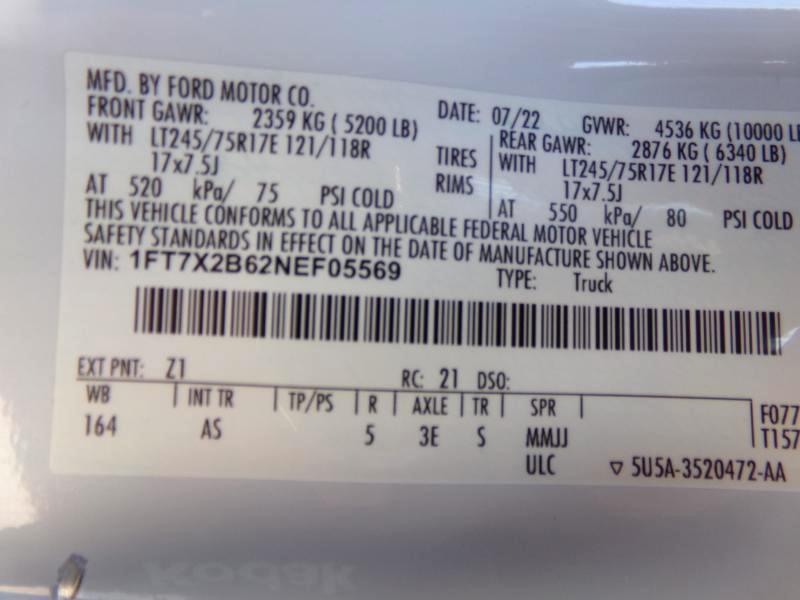 MFD. BY FORD MOTOR CO. DATE: 07/22 GVWR: 4536 KG (10000 LB
FRONT GAWR: 2359 KG ( 5200 LB) REAR GAWR: 2876 KG ( 6340 LB)
WITH LT245/75R17E 121/118R TIRES WITH LT245/75R17E 121/118R
17x7.5J RIMS 17x7.5J
AT 520 kPa/ 75 PSI COLD AT 550 kPa/ 80 PSI COLD
THIS VEHICLE CONFORMS TO ALL APPLICABLE FEDERAL MOTOR VEHICLE
SAFETY STANDARDS IN EFFECT ON THE DATE OF MANUFACTURE SHOWN ABOVE.
VIN: 1FT7X2B62NEF05569 TYPE: Truck
EXT PNT: Z1 RC: 21 DSO:
WB INT TR TP/PS R AXLE TR SPR F077
164 AS 5 3E S MMJJ T157
ULC ▽ 5U5A-3520472-AA
Kodak